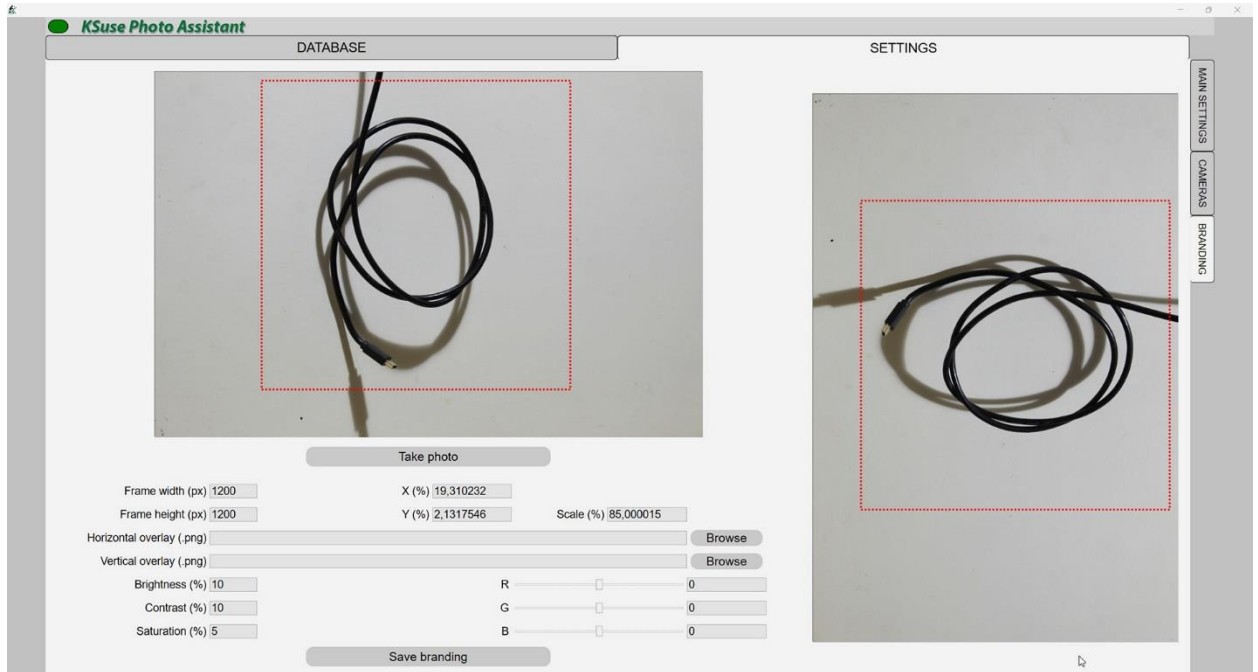 KSuse Photo Assistant
DATABASE
SETTINGS
MAIN SETTINGS
CAMERAS
BRANDING
Take photo
Frame width (px) 1200
X (%) 19,310232
Frame height (px) 1200
Y (%) 2,1317546
Scale (%) 85,000015
Horizontal overlay (.png)
Browse
Vertical overlay (.png)
Browse
Brightness (%) 10
R
0
Contrast (%) 10
G
0
Saturation (%) 5
B
0
Save branding